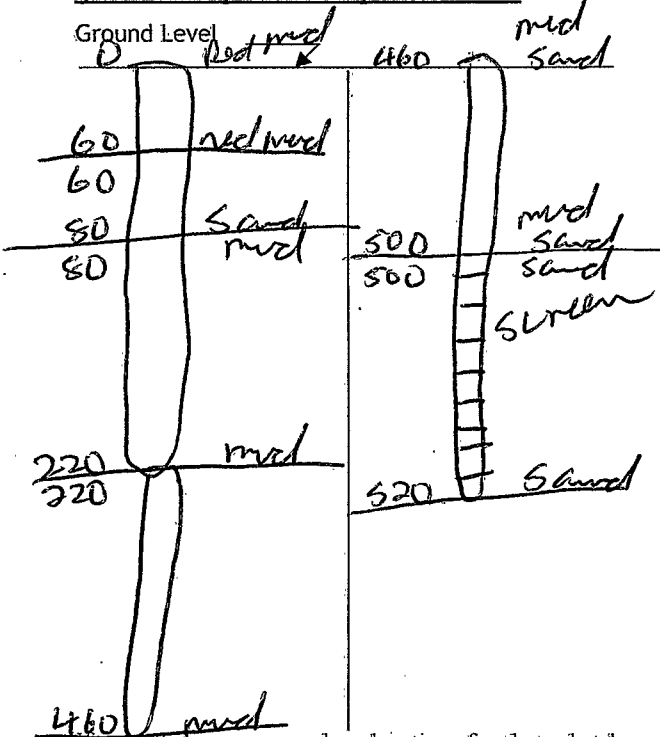 Ground Level
0 Red mud
60 red mud
60
80 Sand
80 mud
220 mud
220
460 mud
mud
460 sand
mud
500 sand
500 sand
screen
520 sand